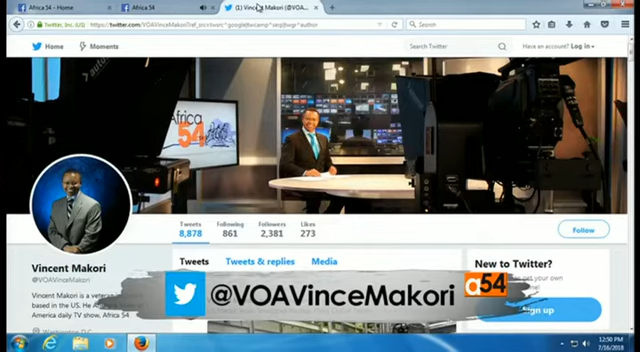 Africa 54 - Home
Africa 54
(1) Vincent Makori (@VOA...
Twitter, Inc. (US)
https://twitter.com/VOAVinceMakori?ref_src=twsrc^google|twcamp^serp|twgr^author
Home
Moments
Search Twitter
Have an account? Log in
Africa
54
Tweets
8,878
Following
861
Followers
2,381
Likes
273
Follow
Vincent Makori
@VOAVinceMakori
Vincent Makori is a veteran
based in the US. He
America daily TV show, Africa 54
Washington D.C.
Tweets
Tweets & replies
Media
New to Twitter?
get your own
Sign up
@VOAVinceMakori
a54
12:50 PM
7/16/2018